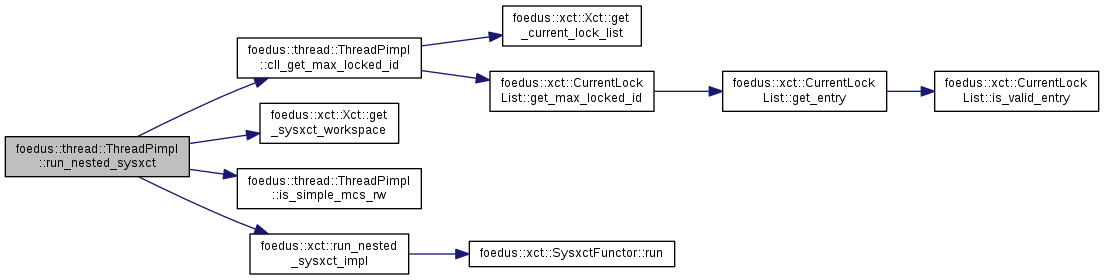 foedus::thread::ThreadPimpl
::run_nested_sysxct
foedus::thread::ThreadPimpl
::cll_get_max_locked_id
foedus::xct::Xct::get
_current_lock_list
foedus::xct::CurrentLock
List::get_max_locked_id
foedus::xct::CurrentLock
List::get_entry
foedus::xct::CurrentLock
List::is_valid_entry
foedus::xct::Xct::get
_sysxct_workspace
foedus::thread::ThreadPimpl
::is_simple_mcs_rw
foedus::xct::run_nested
_sysxct_impl
foedus::xct::SysxctFunctor::run